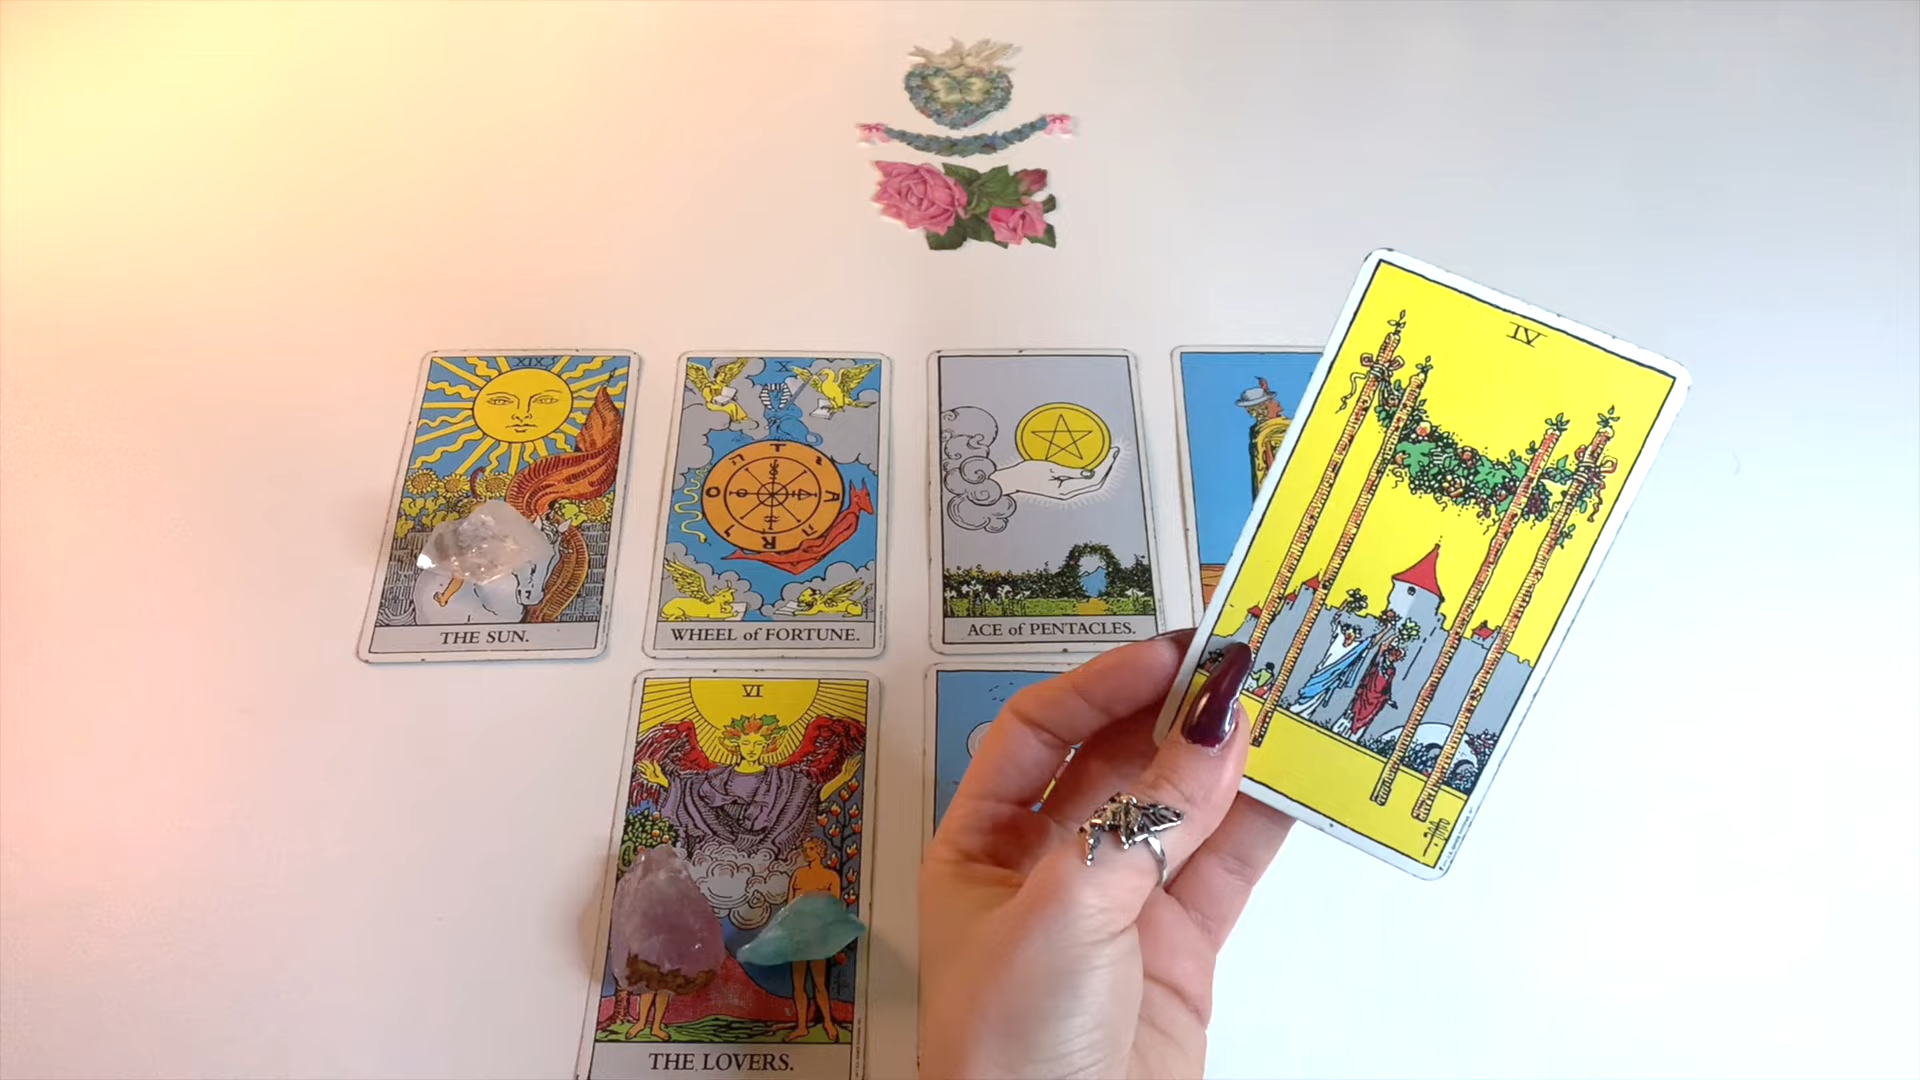 XIX
X
IV
T
A
R
O
THE SUN.
WHEEL of FORTUNE.
ACE of PENTACLES.
VI
THE LOVERS.